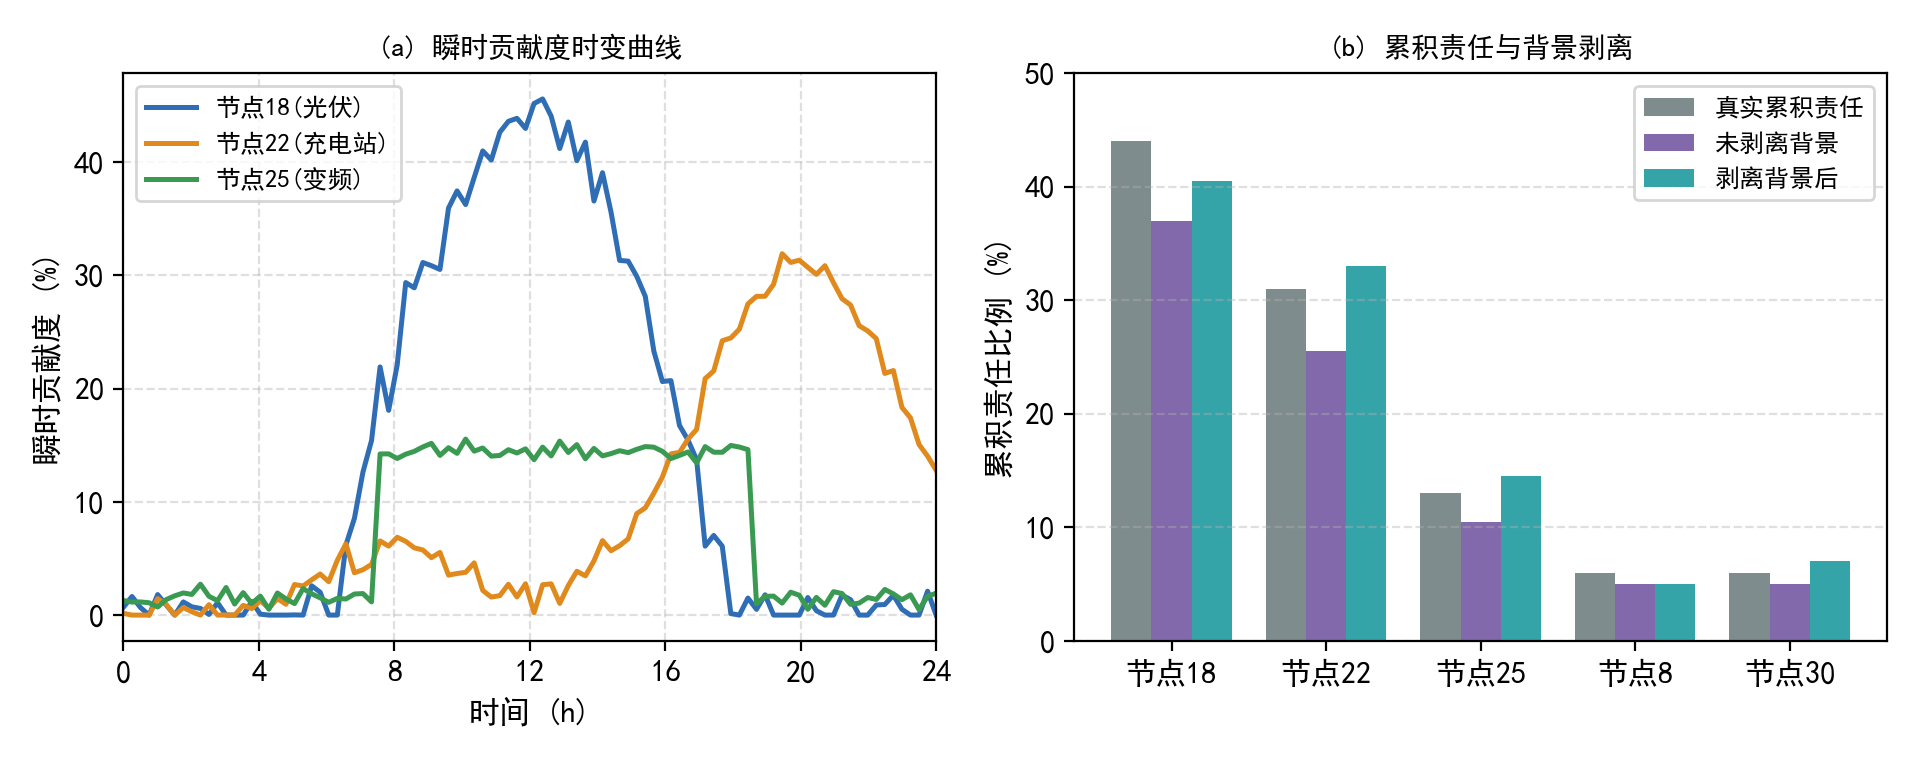 (a) 瞬时贡献度时变曲线
节点18(光伏)
节点22(充电站)
节点25(变频)
瞬时贡献度 (%)
40
30
20
10
0
0 4 8 12 16 20 24
时间 (h)
(b) 累积责任与背景剥离
真实累积责任
未剥离背景
剥离背景后
累积责任比例 (%)
50
40
30
20
10
0
节点18 节点22 节点25 节点8 节点30